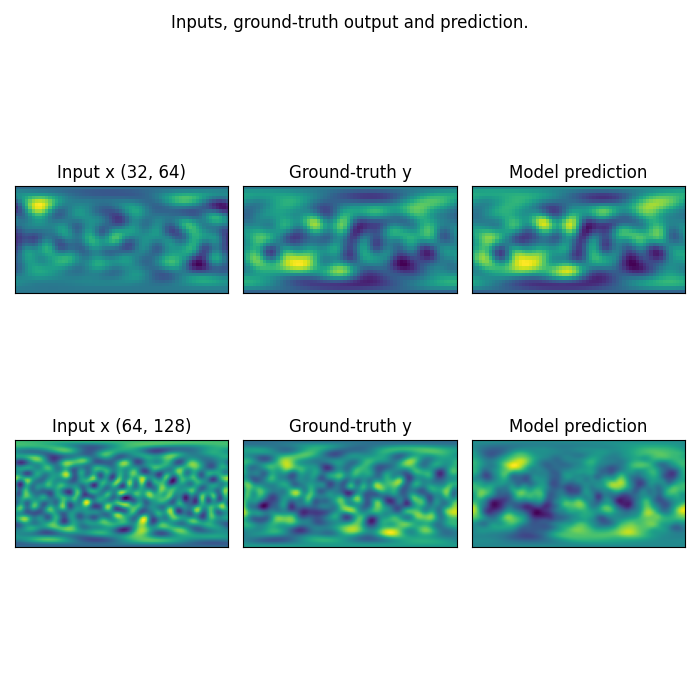 Inputs, ground-truth output and prediction.
Input x (32, 64)
Ground-truth y
Model prediction
Input x (64, 128)
Ground-truth y
Model prediction